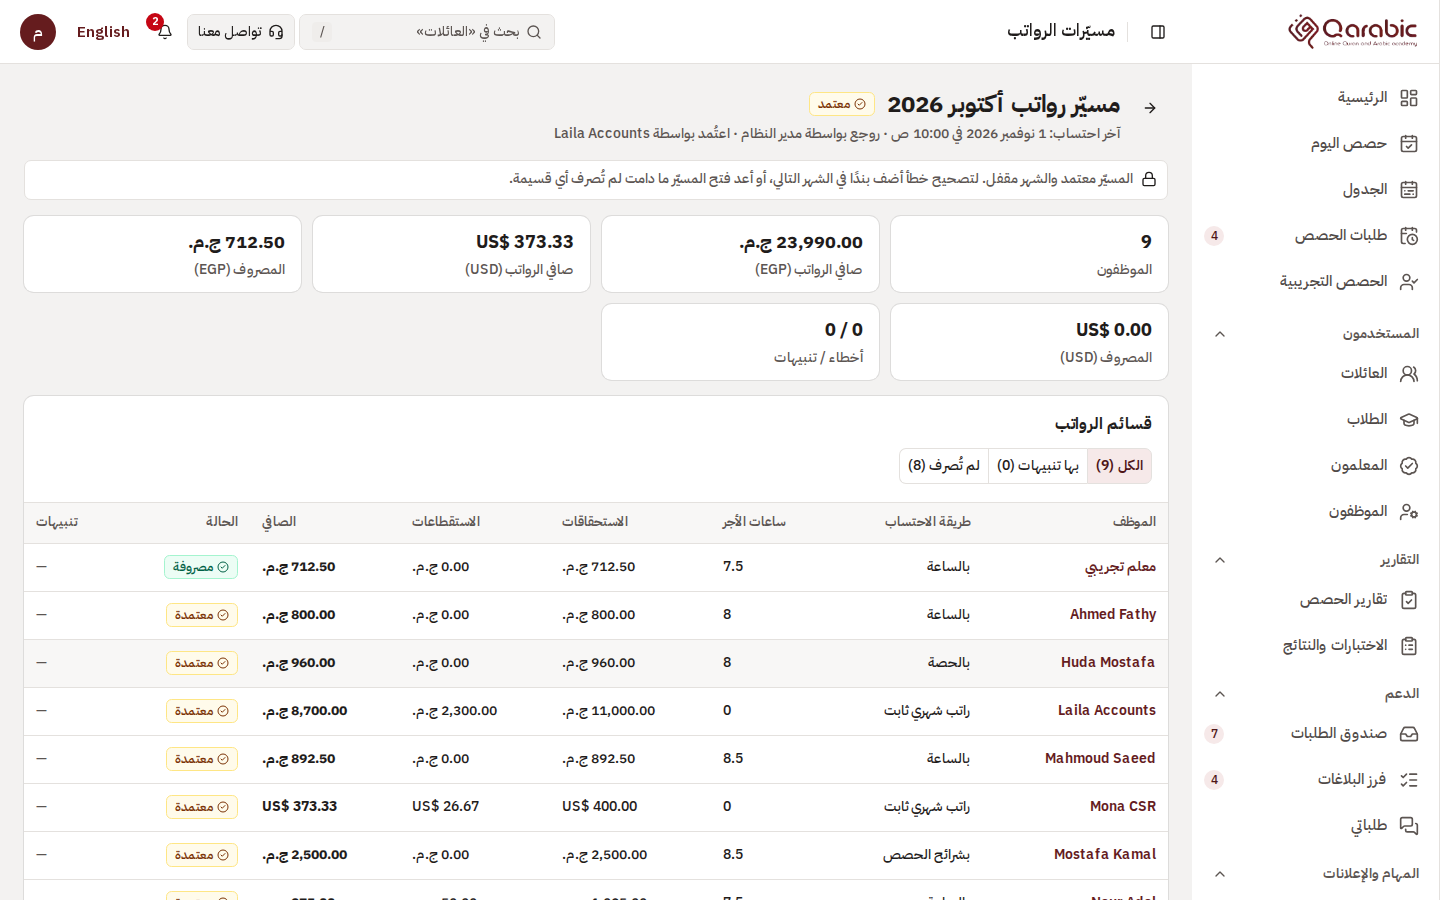 Qarabic
Online Quran and Arabic academy
مسيّرات الرواتب
بحث في «العائلات»
/
تواصل معنا
2
English
م
الرئيسية
حصص اليوم
الجدول
طلبات الحصص
4
الحصص التجريبية
المستخدمون
العائلات
الطلاب
المعلمون
الموظفون
التقارير
تقارير الحصص
الاختبارات والنتائج
الدعم
صندوق الطلبات
7
فرز البلاغات
4
طلباتي
المهام والإعلانات
مسيّر رواتب أكتوبر 2026
معتمد
آخر احتساب: 1 نوفمبر 2026 في 10:00 ص · روجع بواسطة مدير النظام · اعتُمد بواسطة Laila Accounts
المسيّر معتمد والشهر مقفل. لتصحيح خطأ أضف بندًا في الشهر التالي، أو أعد فتح المسيّر ما دامت لم تُصرف أي قسيمة.
9
الموظفون
23,990.00 ج.م.
صافي الرواتب (EGP)
US$ 373.33
صافي الرواتب (USD)
712.50 ج.م.
المصروف (EGP)
US$ 0.00
المصروف (USD)
0 / 0
أخطاء / تنبيهات
قسائم الرواتب
الكل (9) بها تنبيهات (0) لم تُصرف (8)
الموظف طريقة الاحتساب ساعات الأجر الاستحقاقات الاستقطاعات الصافي الحالة تنبيهات
معلم تجريبي بالساعة 7.5 712.50 ج.م. 0.00 ج.م. 712.50 ج.م. مصروفة —
Ahmed Fathy بالساعة 8 800.00 ج.م. 0.00 ج.م. 800.00 ج.م. معتمدة —
Huda Mostafa بالحصة 8 960.00 ج.م. 0.00 ج.م. 960.00 ج.م. معتمدة —
Laila Accounts راتب شهري ثابت 0 11,000.00 ج.م. 2,300.00 ج.م. 8,700.00 ج.م. معتمدة —
Mahmoud Saeed بالساعة 8.5 892.50 ج.م. 0.00 ج.م. 892.50 ج.م. معتمدة —
Mona CSR راتب شهري ثابت 0 US$ 400.00 US$ 26.67 US$ 373.33 معتمدة —
Mostafa Kamal بشرائح الحصص 8.5 2,500.00 ج.م. 0.00 ج.م. 2,500.00 ج.م. معتمدة —